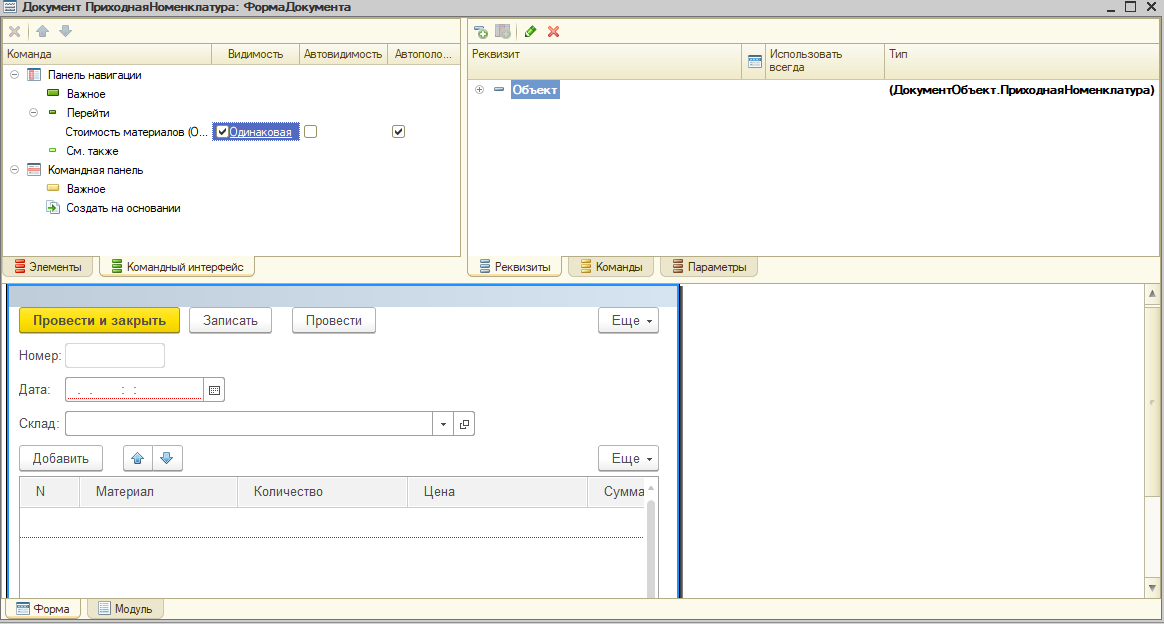 Документ ПриходнаяНоменклатура: ФормаДокумента
Команда Видимость Автовидимость Автополо...
Панель навигации
Важное
Перейти
Стоимость материалов (О... Одинаковая
См. также
Командная панель
Важное
Создать на основании
Элементы Командный интерфейс
Реквизит Использовать всегда Тип
Объект (ДокументОбъект.ПриходнаяНоменклатура)
Реквизиты Команды Параметры
Провести и закрыть Записать Провести Еще
Номер:
Дата: . . : :
Склад:
Добавить Еще
N Материал Количество Цена Сумма
Форма Модуль